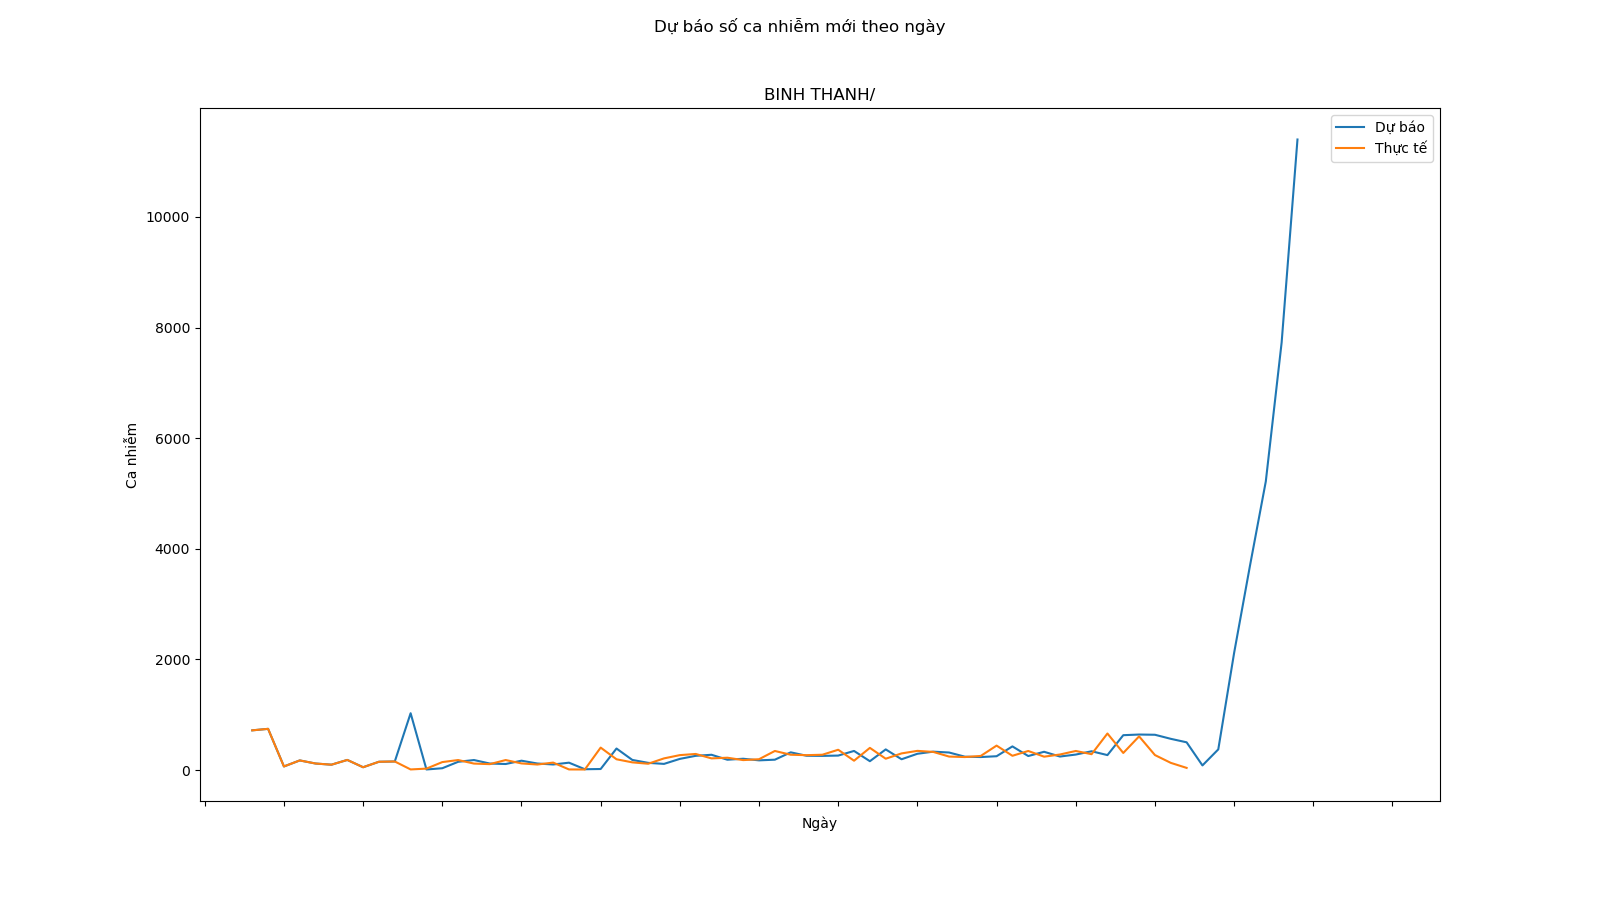 Dự báo số ca nhiễm mới theo ngày
BINH THANH/
Dự báo
Thực tế
10000
8000
6000
4000
2000
0
Ca nhiễm
Ngày